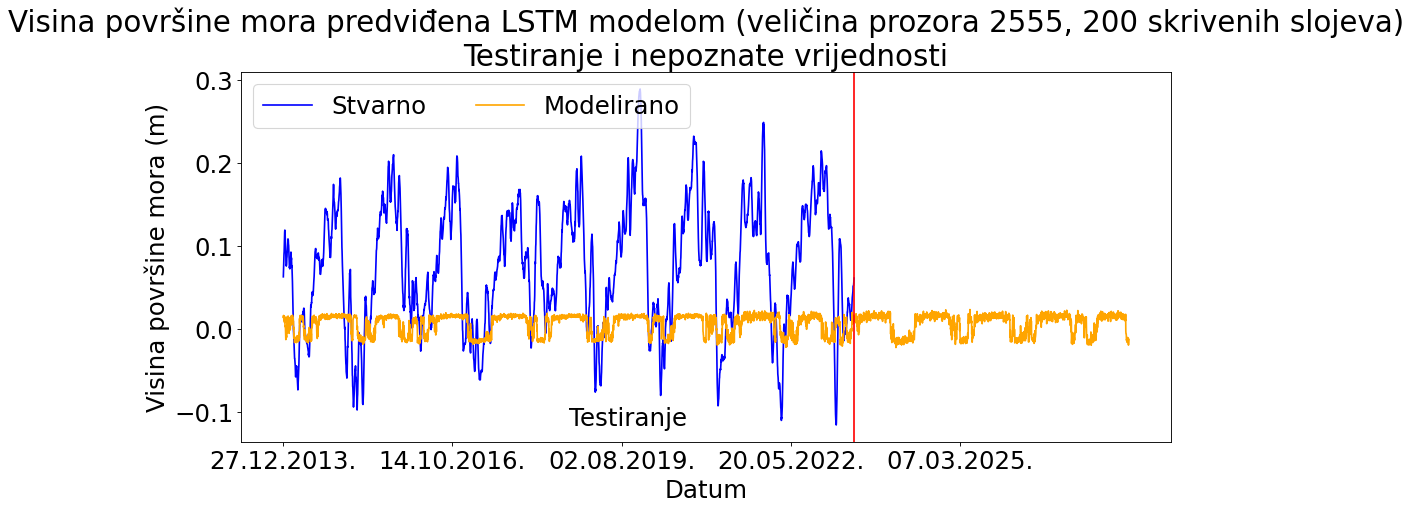 Visina površine mora predviđena LSTM modelom (veličina prozora 2555, 200 skrivenih slojeva)
Testiranje i nepoznate vrijednosti
Stvarno
Modelirano
Visina površine mora (m)
0.3
0.2
0.1
0.0
−0.1
Testiranje
27.12.2013.
14.10.2016.
02.08.2019.
20.05.2022.
07.03.2025.
Datum